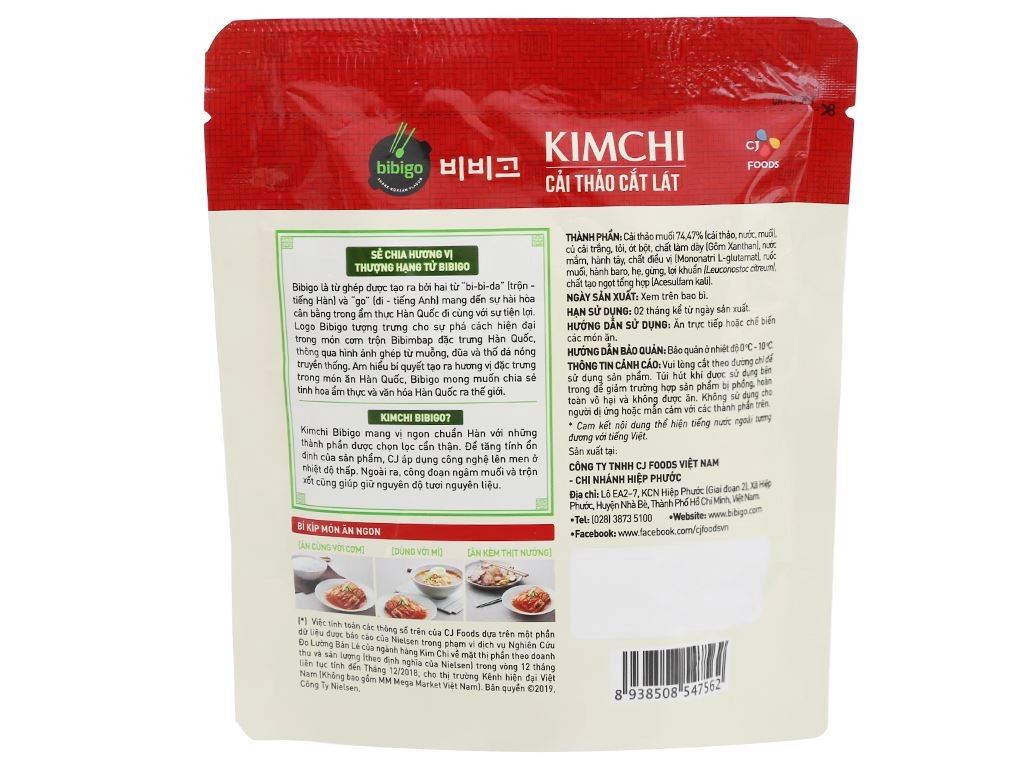 bibigo
SHARE KOREAN FLAVOR
비비고
KIMCHI
CẢI THẢO CẮT LÁT
CJ
FOODS
SẺ CHIA HƯƠNG VỊ
THƯỢNG HẠNG TỪ BIBIGO
Bibigo là từ ghép được tạo ra bởi hai từ "bi-bi-da" (trộn -
tiếng Hàn) và "go" (đi - tiếng Anh) mang đến sự hài hòa
cân bằng trong ẩm thực Hàn Quốc đi cùng với sự tiện lợi.
Logo Bibigo tượng trưng cho sự phá cách hiện đại
trong món cơm trộn Bibimbap đặc trưng Hàn Quốc,
thông qua hình ảnh ghép từ muỗng, đũa và thố đá nóng
truyền thống. Am hiểu bí quyết tạo ra hương vị đặc trưng
trong món ăn Hàn Quốc, Bibigo mong muốn chia sẻ
tinh hoa ẩm thực và văn hóa Hàn Quốc ra thế giới.
KIMCHI BIBIGO?
Kimchi Bibigo mang vị ngon chuẩn Hàn với những
thành phần được chọn lọc cẩn thận. Để tăng tính ổn
định của sản phẩm, CJ áp dụng công nghệ lên men ở
nhiệt độ thấp. Ngoài ra, công đoạn ngâm muối và trộn
xốt cũng giúp giữ nguyên độ tươi nguyên liệu.
BÍ KÍP MÓN ĂN NGON
[ĂN CÙNG VỚI CƠM] [DÙNG VỚI MÌ] [ĂN KÈM THỊT NƯỚNG]
(*) Việc tính toán các thông số trên của CJ Foods dựa trên một phần
dữ liệu được báo cáo của Nielsen trong phạm vi dịch vụ Nghiên Cứu
Đo Lường Bán Lẻ của ngành hàng Kim Chi về mặt thị phần theo doanh
thu và sản lượng (theo định nghĩa của Nielsen) trong vòng 12 tháng
liên tục tính đến Tháng 12/2018, cho thị trường Kênh hiện đại Việt
Nam (Không bao gồm MM Mega Market Việt Nam). Bản quyền ©2019,
Công Ty Nielsen.
THÀNH PHẦN: Cải thảo muối 74,47% (cải thảo, nước, muối),
củ cải trắng, tỏi, ớt bột, chất làm dày (Gôm Xanthan), nước
mắm, hành tây, chất điều vị (Mononatri L-glutamat), ruốc
muối, hành baro, hẹ, gừng, lợi khuẩn (Leuconostoc citreum),
chất tạo ngọt tổng hợp (Acesulfam kali).
NGÀY SẢN XUẤT: Xem trên bao bì.
HẠN SỬ DỤNG: 02 tháng kể từ ngày sản xuất.
HƯỚNG DẪN SỬ DỤNG: Ăn trực tiếp hoặc chế biến
các món ăn.
HƯỚNG DẪN BẢO QUẢN: Bảo quản ở nhiệt độ 0°C - 10°C.
THÔNG TIN CẢNH CÁO: Vui lòng cắt theo đường chỉ để
sử dụng sản phẩm. Túi hút khí được sử dụng bên
trong để giảm trường hợp sản phẩm bị phồng, hoàn
toàn vô hại và không được ăn. Không sử dụng cho
người dị ứng hoặc mẫn cảm với các thành phần trên.
* Cam kết nội dung thể hiện tiếng nước ngoài tương
đương với tiếng Việt.
Sản xuất tại:
CÔNG TY TNHH CJ FOODS VIỆT NAM
- CHI NHÁNH HIỆP PHƯỚC
Địa chỉ: Lô EA2-7, KCN Hiệp Phước (Giai đoạn 2), Xã Hiệp
Phước, Huyện Nhà Bè, Thành Phố Hồ Chí Minh, Việt Nam.
•Tel: (028) 3873 5100 •Website: www.bibigo.com
•Facebook: www.facebook.com/cjfoodsvn
8 938508 547562